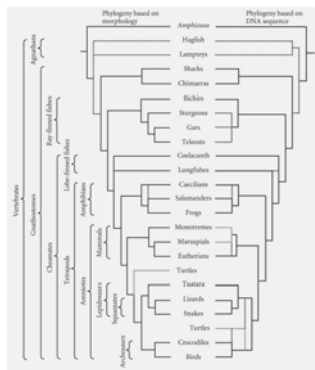 Phylogeny based on
morphology
Phylogeny based on
DNA sequence
Amphioxus
Hagfish
Lampreys
Sharks
Chimaeras
Bichirs
Sturgeons
Gars
Teleosts
Coelacanth
Lungfishes
Caecilians
Salamanders
Frogs
Monotremes
Marsupials
Eutherians
Turtles
Tuatara
Lizards
Snakes
Turtles
Crocodiles
Birds
Vertebrates
Gnathostomes
Agnathans
Choanates
Ray-finned fishes
Lobe-finned fishes
Tetrapods
Amphibians
Amniotes
Mammals
Lepidosaurs
Squamates
Archosaurs